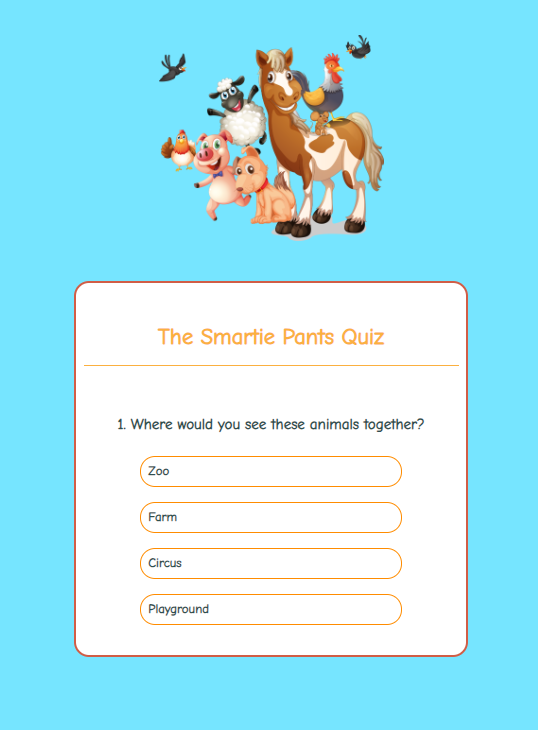 The Smartie Pants Quiz
1. Where would you see these animals together?
Zoo
Farm
Circus
Playground